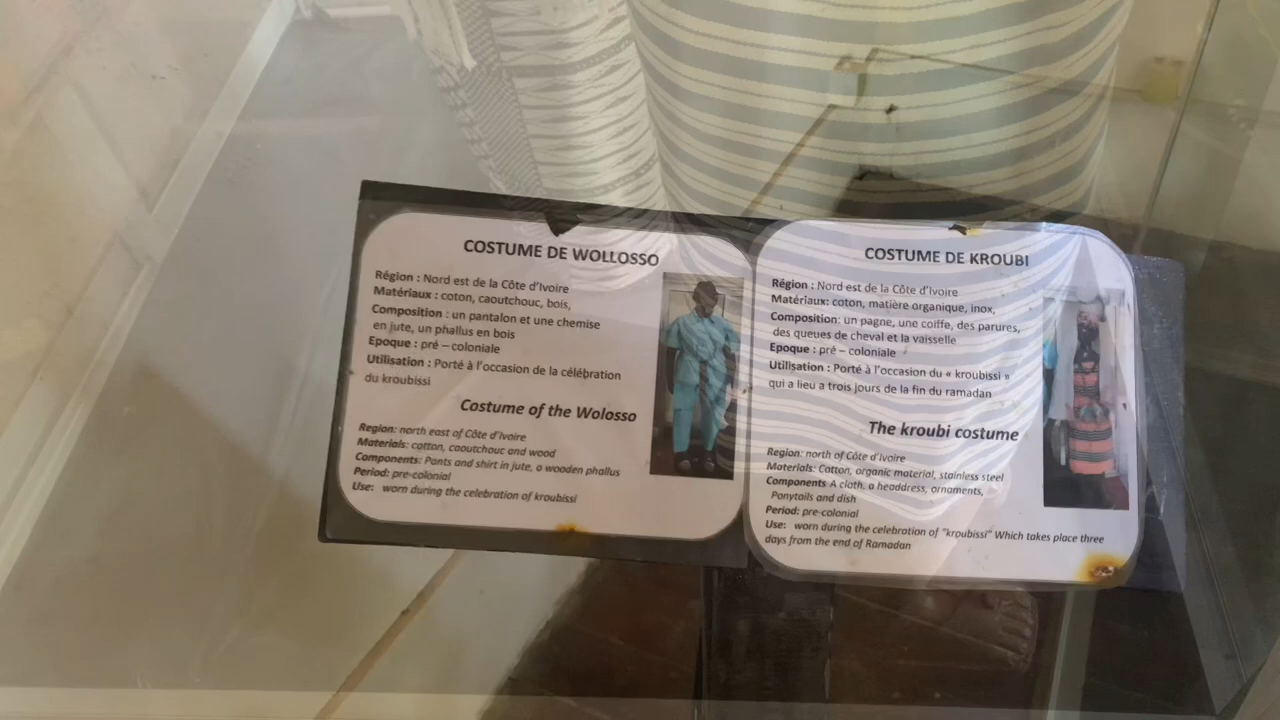 COSTUME DE WOLLOSSO
Région : Nord est de la Côte d'Ivoire
Matériaux : coton, caoutchouc, bois,
Composition : un pantalon et une chemise
en jute, un phallus en bois
Epoque : pré – coloniale
Utilisation : Porté à l'occasion de la célébration
du kroubissi
Costume of the Wolosso
Region: north east of Côte d'Ivoire
Materials: cotton, caoutchouc and wood
Components: Pants and shirt in jute, a wooden phallus
Period: pre-colonial
Use: worn during the celebration of kroubissi
COSTUME DE KROUBI
Région : Nord est de la Côte d'Ivoire
Matériaux: coton, matière organique, inox,
Composition: un pagne, une coiffe, des parures,
des queues de cheval et la vaisselle
Epoque : pré – coloniale
Utilisation : Porté à l'occasion du « kroubissi »
qui a lieu a trois jours de la fin du ramadan
The kroubi costume
Region: north of Côte d'Ivoire
Materials: Cotton, organic material, stainless steel
Components A cloth, a headdress, ornaments,
Ponytails and dish
Period: pre-colonial
Use: worn during the celebration of "kroubissi" Which takes place three
days from the end of Ramadan